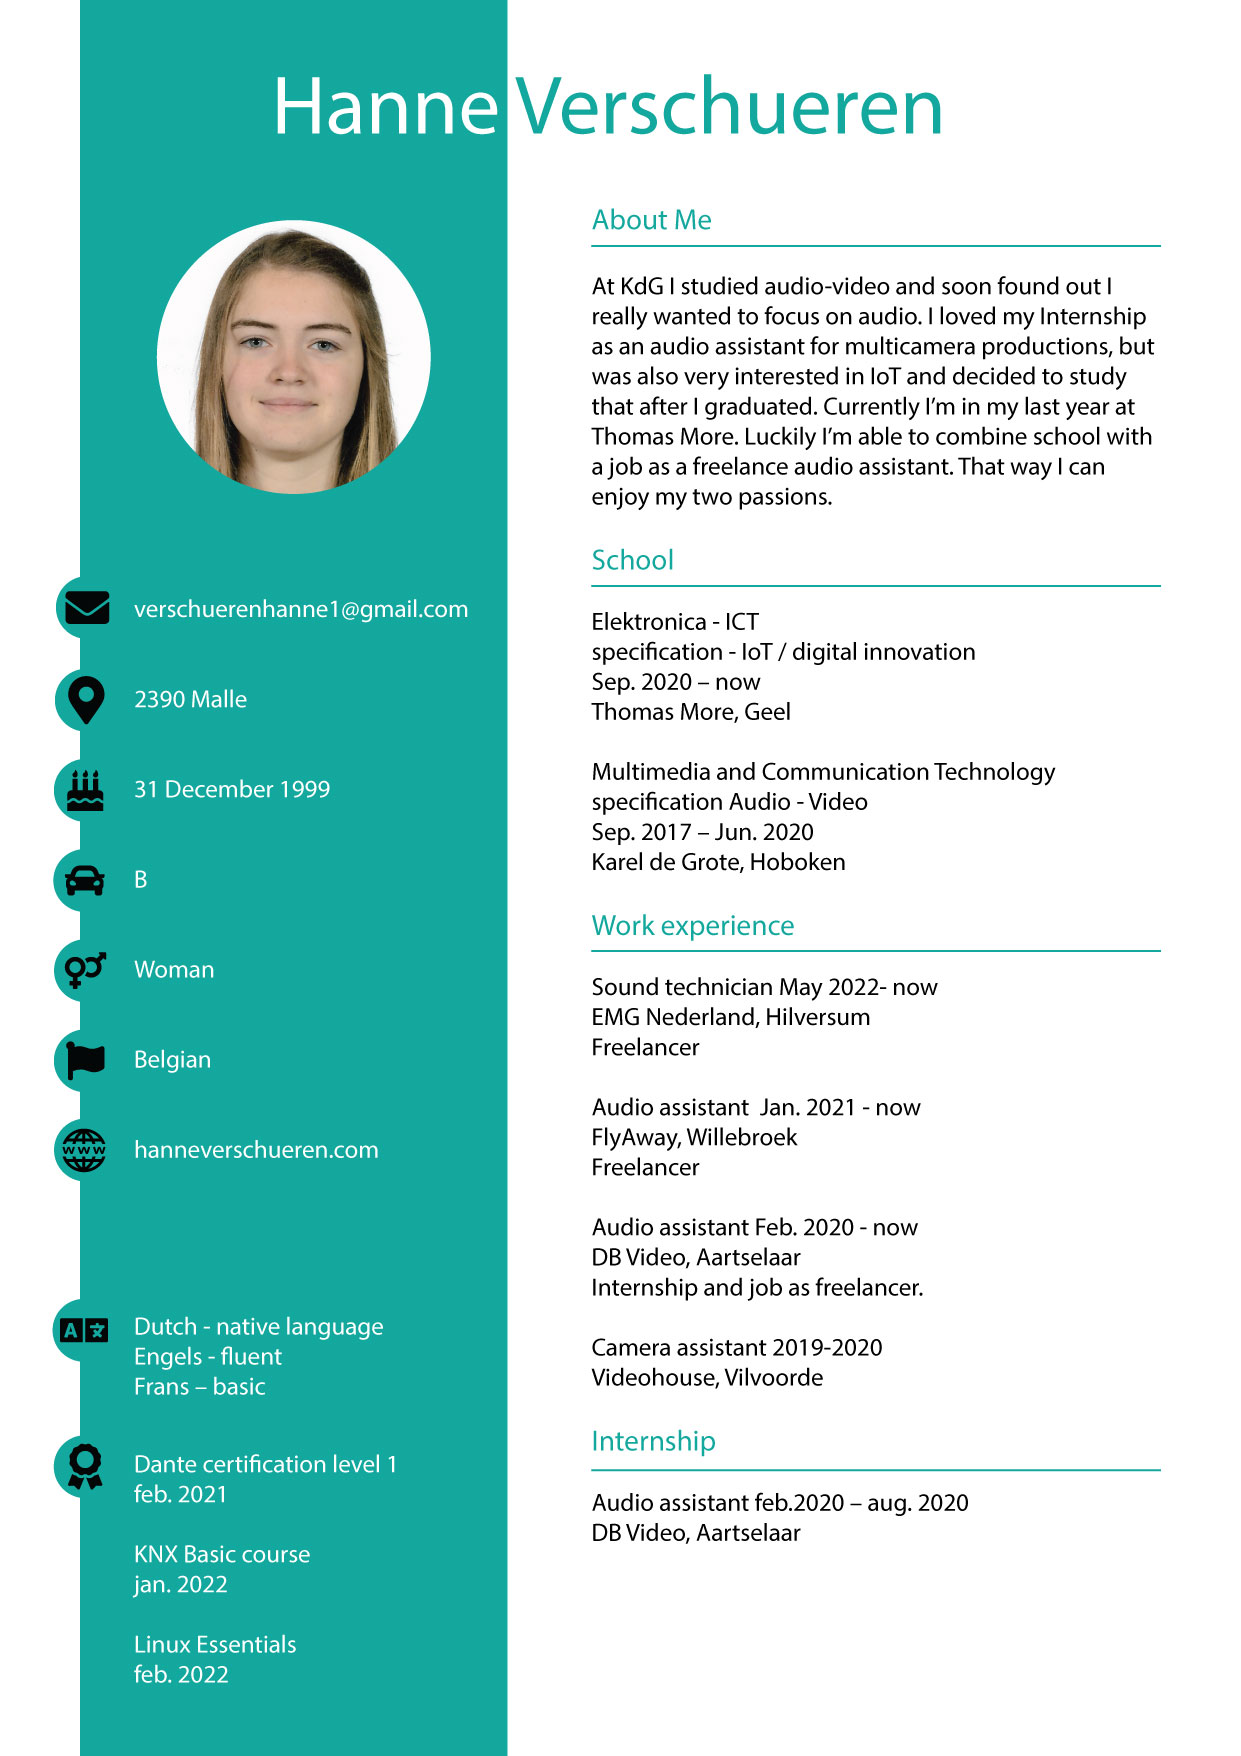 Hanne Verschueren
verschuerenhanne1@gmail.com
2390 Malle
31 December 1999
B
Woman
Belgian
www
hanneverschueren.com
A
Dutch - native language
Engels - fluent
Frans – basic
Dante certification level 1
feb. 2021
KNX Basic course
jan. 2022
Linux Essentials
feb. 2022
About Me
At KdG I studied audio-video and soon found out I
really wanted to focus on audio. I loved my Internship
as an audio assistant for multicamera productions, but
was also very interested in IoT and decided to study
that after I graduated. Currently I’m in my last year at
Thomas More. Luckily I’m able to combine school with
a job as a freelance audio assistant. That way I can
enjoy my two passions.
School
Elektronica - ICT
specification - IoT / digital innovation
Sep. 2020 – now
Thomas More, Geel
Multimedia and Communication Technology
specification Audio - Video
Sep. 2017 – Jun. 2020
Karel de Grote, Hoboken
Work experience
Sound technician May 2022- now
EMG Nederland, Hilversum
Freelancer
Audio assistant  Jan. 2021 - now
FlyAway, Willebroek
Freelancer
Audio assistant Feb. 2020 - now
DB Video, Aartselaar
Internship and job as freelancer.
Camera assistant 2019-2020
Videohouse, Vilvoorde
Internship
Audio assistant feb.2020 – aug. 2020
DB Video, Aartselaar